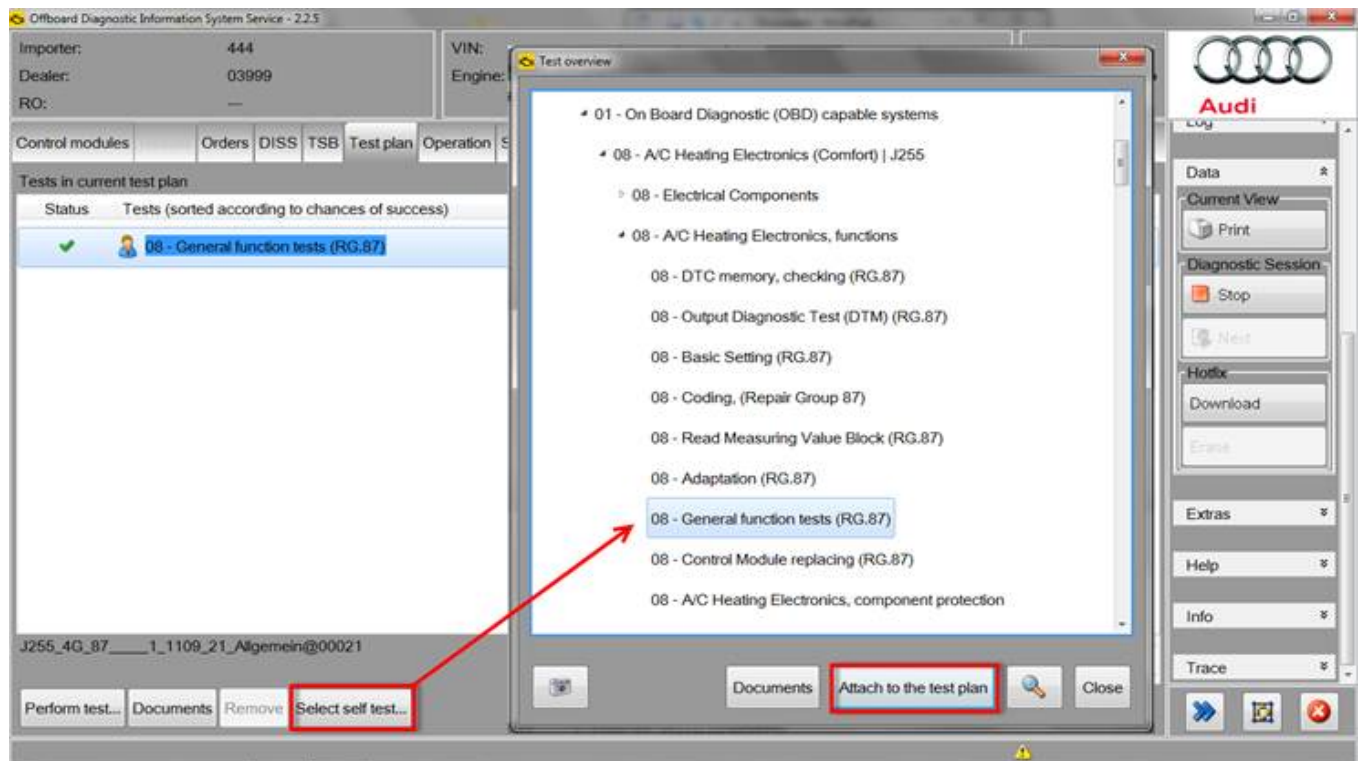 Offboard Diagnostic Information System Service - 2.2.5
Importer: 444
Dealer: 03999
RO: ---
VIN:
Engine:
Audi
Control modules Orders DISS TSB Test plan Operation S
Tests in current test plan
Status Tests (sorted according to chances of success)
08 - General function tests (RG.87)
J255_4G_87____1_1109_21_Allgemein@00021
Perform test... Documents Remove Select self test...
Test overview
01 - On Board Diagnostic (OBD) capable systems
08 - A/C Heating Electronics (Comfort) | J255
08 - Electrical Components
08 - A/C Heating Electronics, functions
08 - DTC memory, checking (RG.87)
08 - Output Diagnostic Test (DTM) (RG.87)
08 - Basic Setting (RG.87)
08 - Coding, (Repair Group 87)
08 - Read Measuring Value Block (RG.87)
08 - Adaptation (RG.87)
08 - General function tests (RG.87)
08 - Control Module replacing (RG.87)
08 - A/C Heating Electronics, component protection
Documents Attach to the test plan Close
Log
Data
Current View
Print
Diagnostic Session
Stop
Next
Hotfix
Download
Erase
Extras
Help
Info
Trace